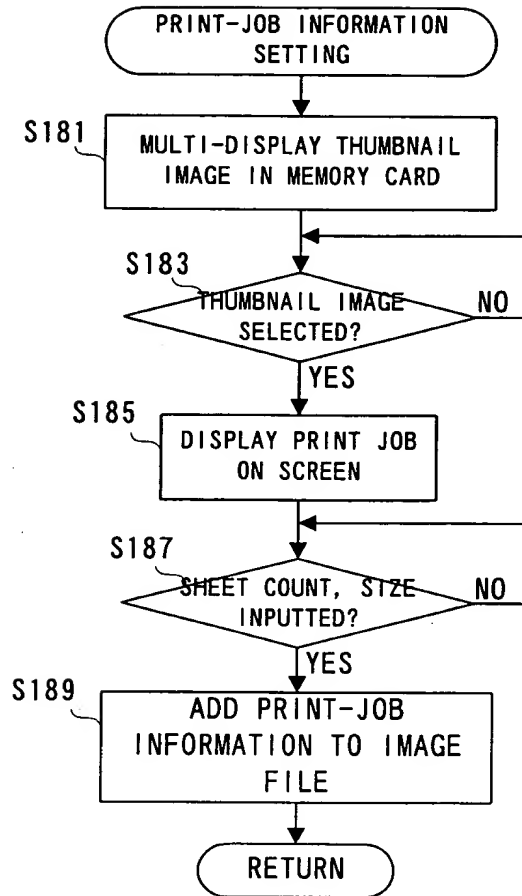 PRINT-JOB INFORMATION
SETTING
S181
MULTI-DISPLAY THUMBNAIL
IMAGE IN MEMORY CARD
S183
THUMBNAIL IMAGE
SELECTED?
NO
YES
S185
DISPLAY PRINT JOB
ON SCREEN
S187
SHEET COUNT, SIZE
INPUTTED?
NO
YES
S189
ADD PRINT-JOB
INFORMATION TO IMAGE
FILE
RETURN